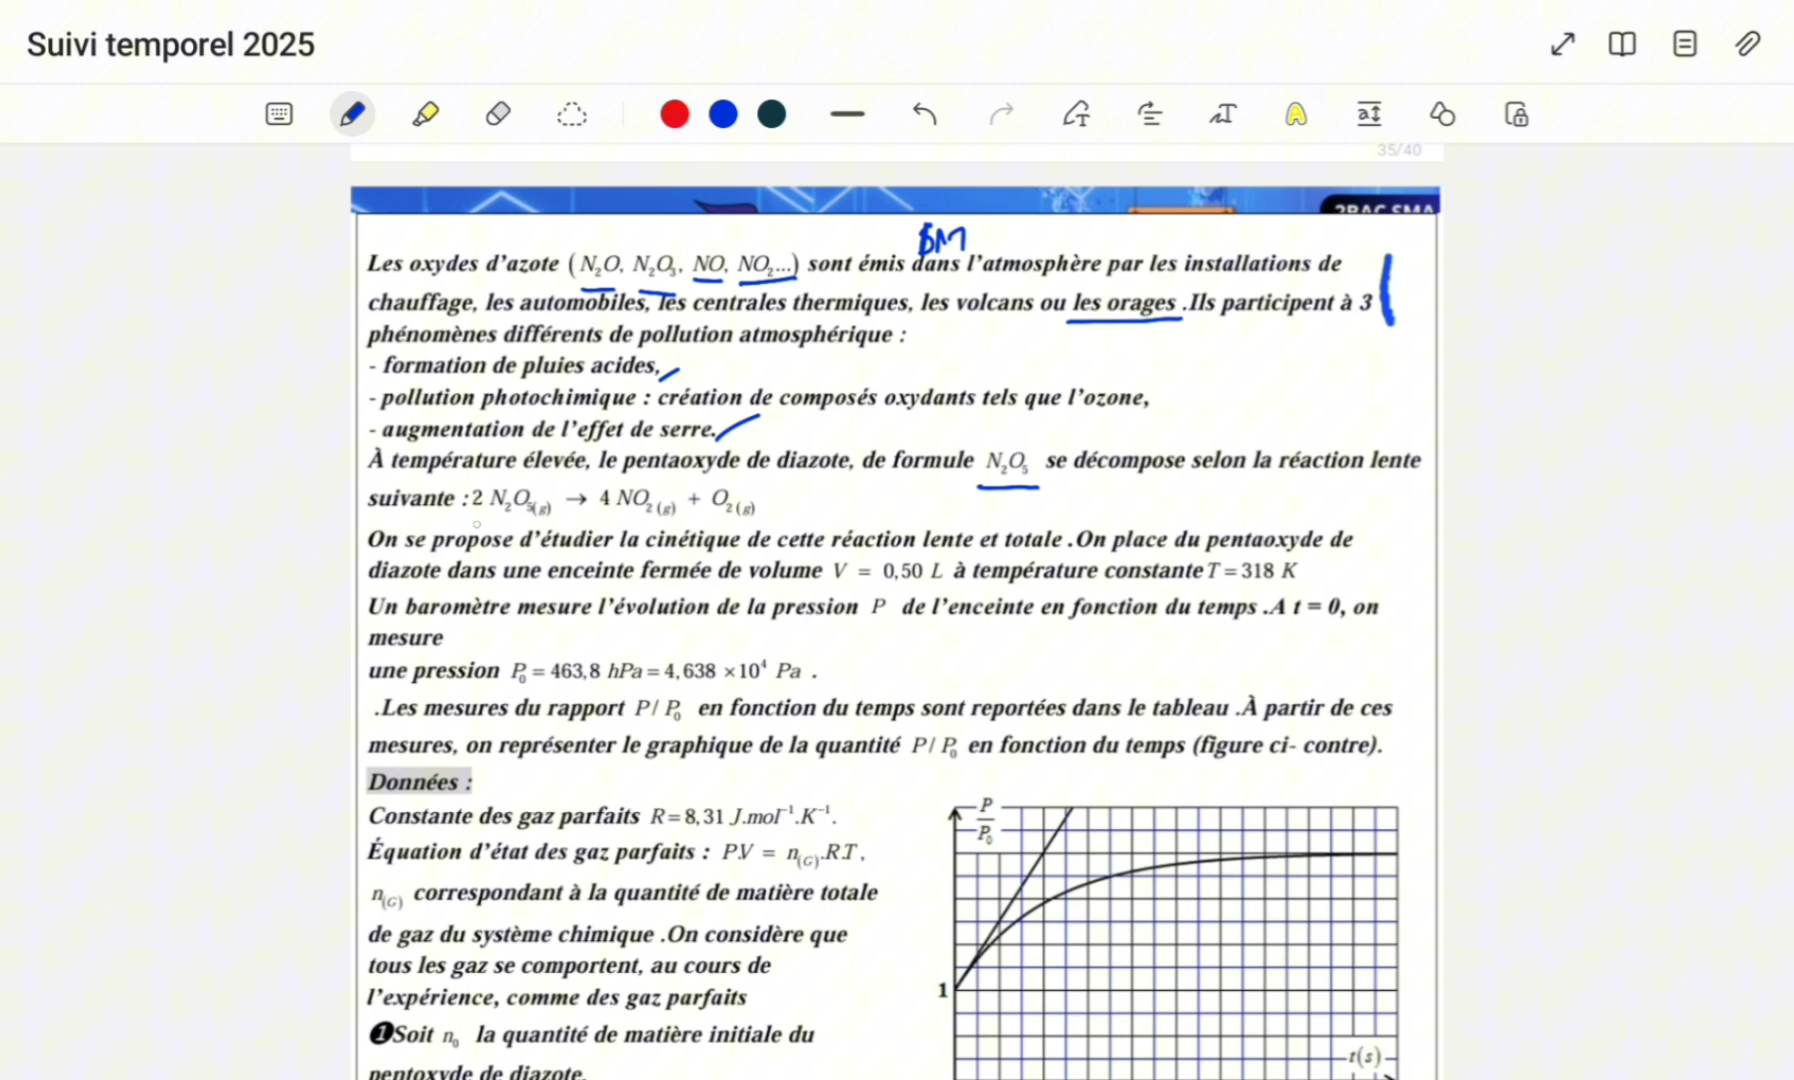 Suivi temporel 2025
35/40
2BAC SMA
SM
Les oxydes d'azote (N₂O, N₂O₃, NO, NO₂...) sont émis dans l'atmosphère par les installations de
chauffage, les automobiles, les centrales thermiques, les volcans ou les orages .Ils participent à 3
phénomènes différents de pollution atmosphérique :
- formation de pluies acides,
- pollution photochimique : création de composés oxydants tels que l'ozone,
- augmentation de l'effet de serre.
À température élevée, le pentaoxyde de diazote, de formule N₂O₅ se décompose selon la réaction lente
suivante : 2 N₂O₅(g) → 4 NO₂(g) + O₂(g)
On se propose d'étudier la cinétique de cette réaction lente et totale .On place du pentaoxyde de
diazote dans une enceinte fermée de volume V = 0,50 L à température constante T = 318 K
Un baromètre mesure l'évolution de la pression P de l'enceinte en fonction du temps .A t = 0, on
mesure
une pression P₀ = 463,8 hPa = 4,638 ×10⁴ Pa .
.Les mesures du rapport P/ P₀ en fonction du temps sont reportées dans le tableau .À partir de ces
mesures, on représenter le graphique de la quantité P/ P₀ en fonction du temps (figure ci- contre).
Données :
Constante des gaz parfaits R = 8,31 J.mol⁻¹.K⁻¹.
Équation d'état des gaz parfaits : P.V = n(G).R.T ,
n(G) correspondant à la quantité de matière totale
de gaz du système chimique .On considère que
tous les gaz se comportent, au cours de
l'expérience, comme des gaz parfaits
❶Soit n₀ la quantité de matière initiale du
pentoxyde de diazote.
P
P₀
1
t(s)